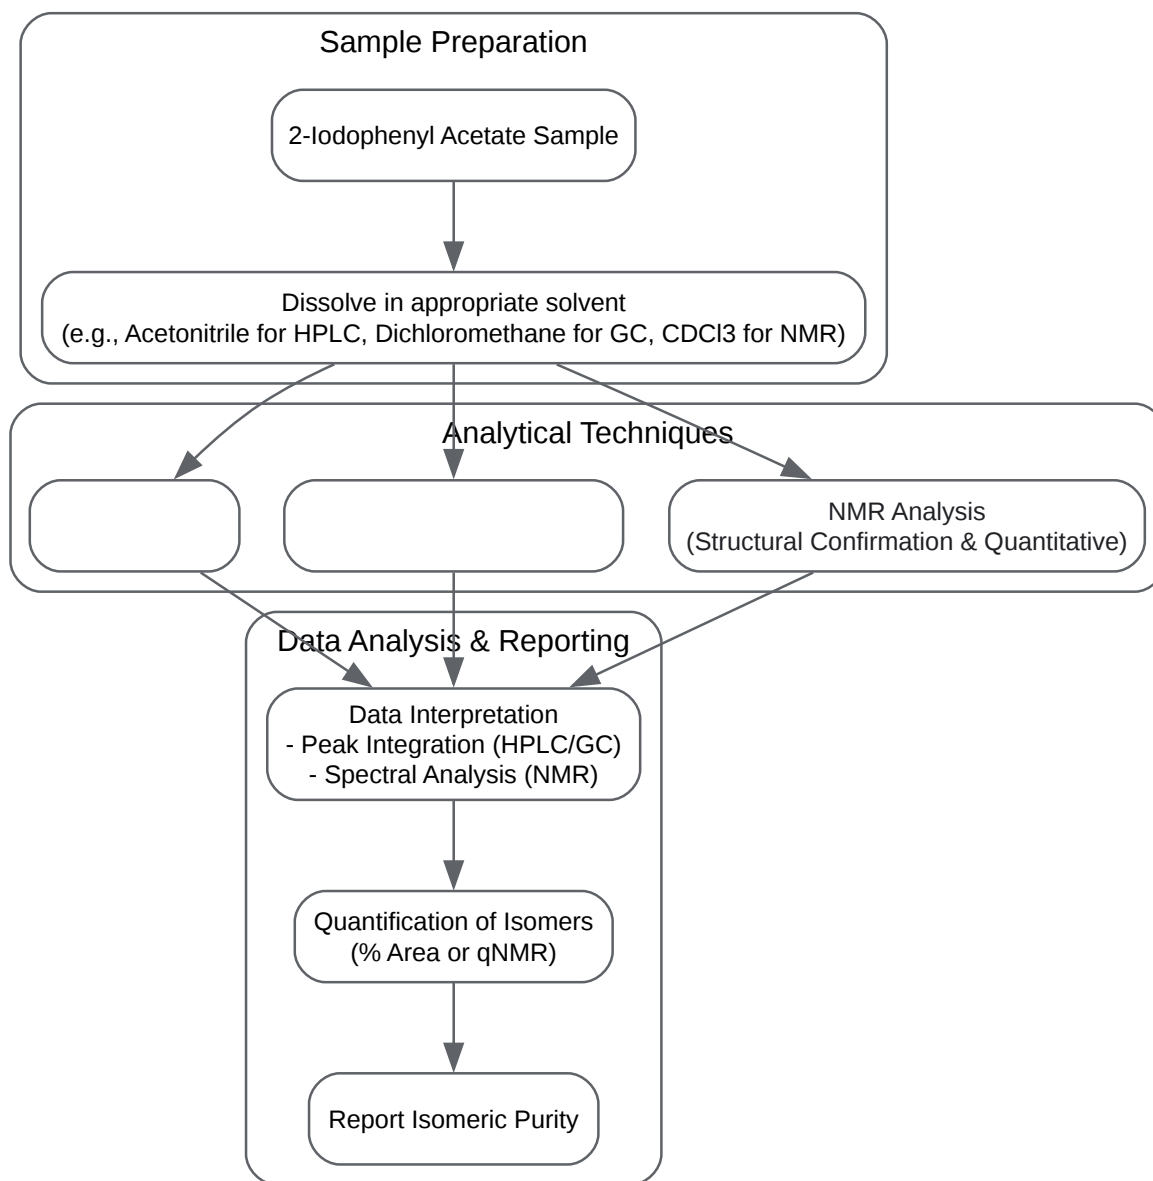 Sample Preparation
2-Iodophenyl Acetate Sample
Dissolve in appropriate solvent
(e.g., Acetonitrile for HPLC, Dichloromethane for GC, CDCl3 for NMR)
Analytical Techniques
NMR Analysis
(Structural Confirmation & Quantitative)
Data Analysis & Reporting
Data Interpretation
- Peak Integration (HPLC/GC)
- Spectral Analysis (NMR)
Quantification of Isomers
(% Area or qNMR)
Report Isomeric Purity